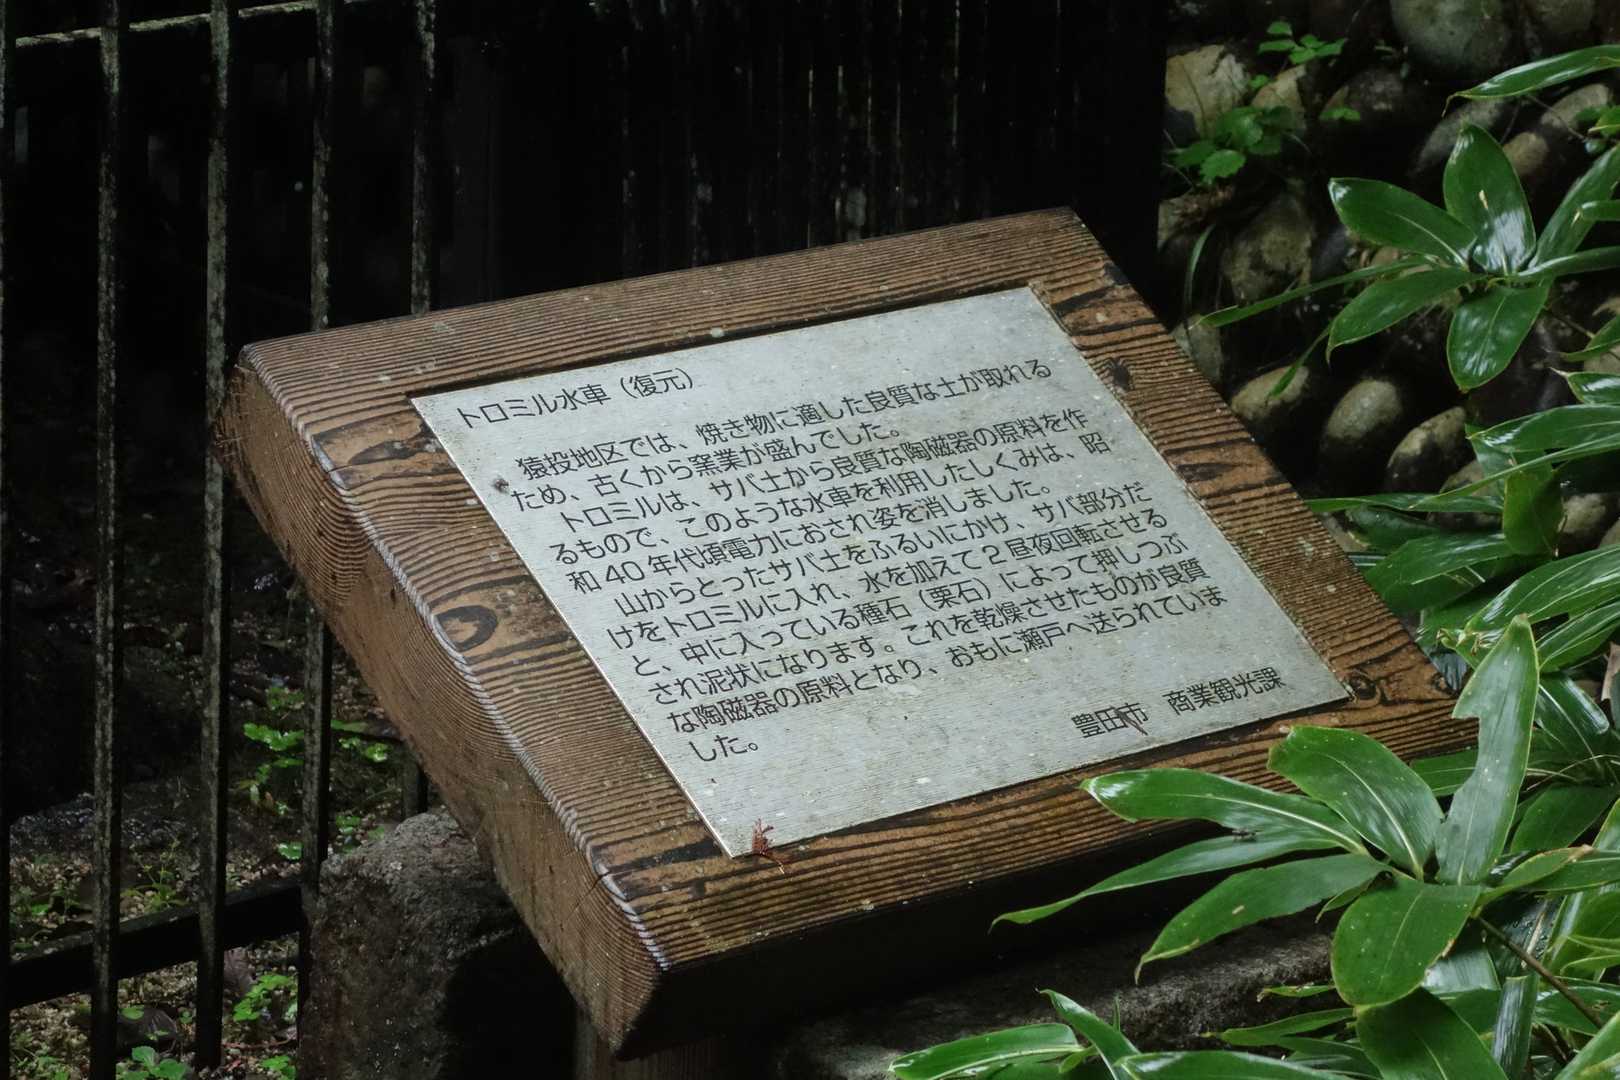 トロミル水車（復元）
猿投地区では、焼き物に適した良質な土が取れる
ため、古くから窯業が盛んでした。
トロミルは、サバ土から良質な陶磁器の原料を作
るもので、このような水車を利用したしくみは、昭
和40年代頃電力におされ姿を消しました。
山からとったサバ土をふるいにかけ、サバ部分だ
けをトロミルに入れ、水を加えて2昼夜回転させる
と、中に入っている種石（栗石）によって押しつぶ
され泥状になります。これを乾燥させたものが良質
な陶磁器の原料となり、おもに瀬戸へ送られていま
した。
豊田市　商業観光課